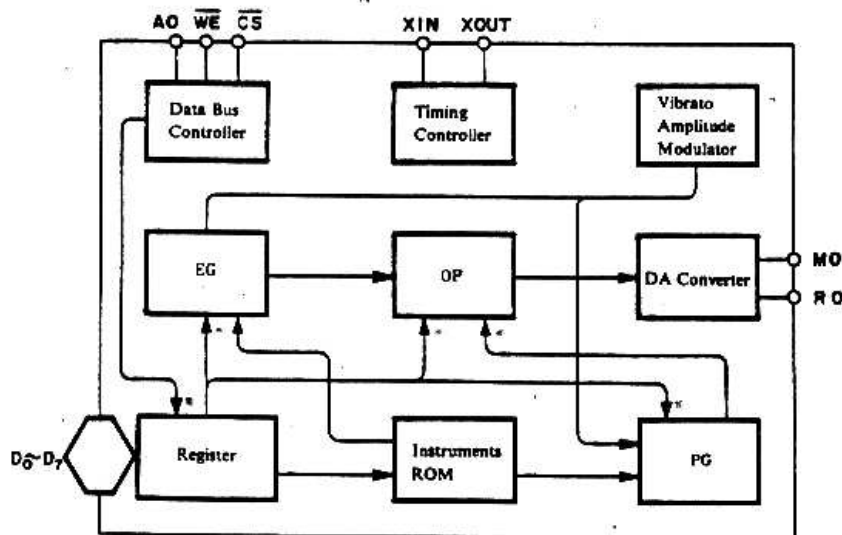 A0 WE CS XIN XOUT
Data Bus
Controller
Timing
Controller
Vibrato
Amplitude
Modulator
EG
OP
DA Converter
MO
RO
D0~D7
Register
Instruments
ROM
PG